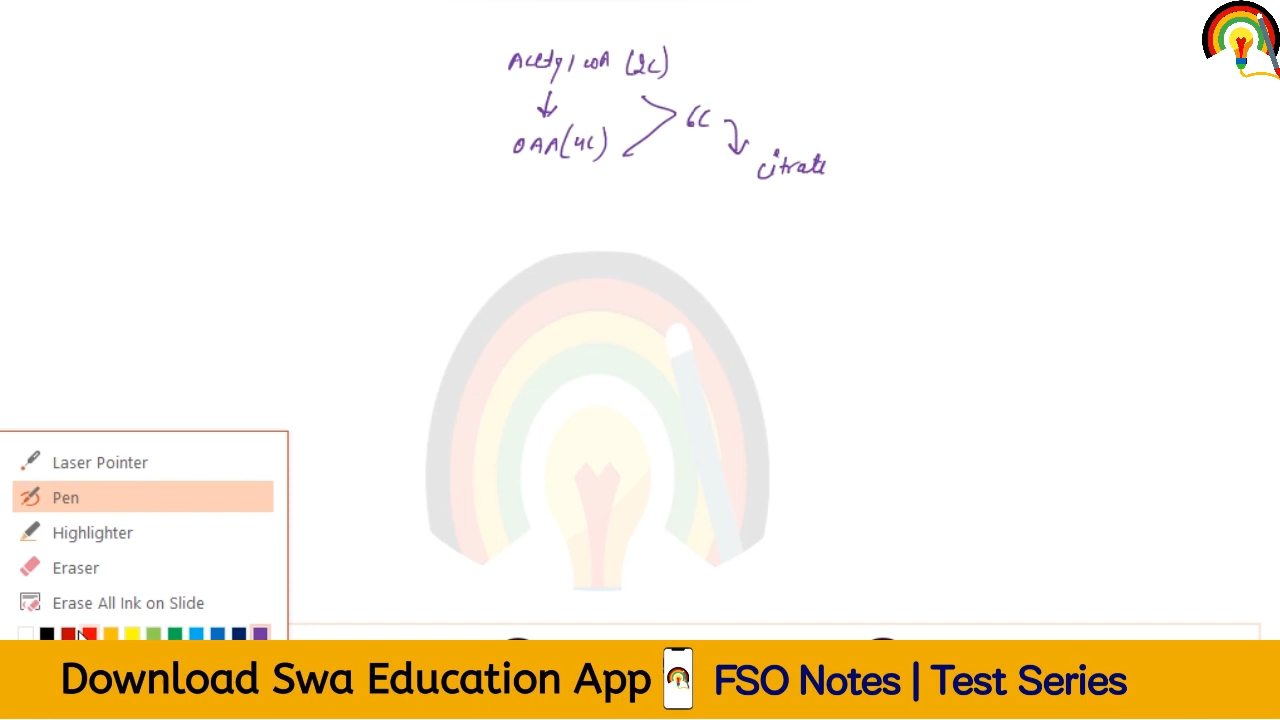 Acetyl coA (2C)
OAA(4C)
6C
citrate
Laser Pointer
Pen
Highlighter
Eraser
Erase All Ink on Slide
Download Swa Education App
FSO Notes | Test Series